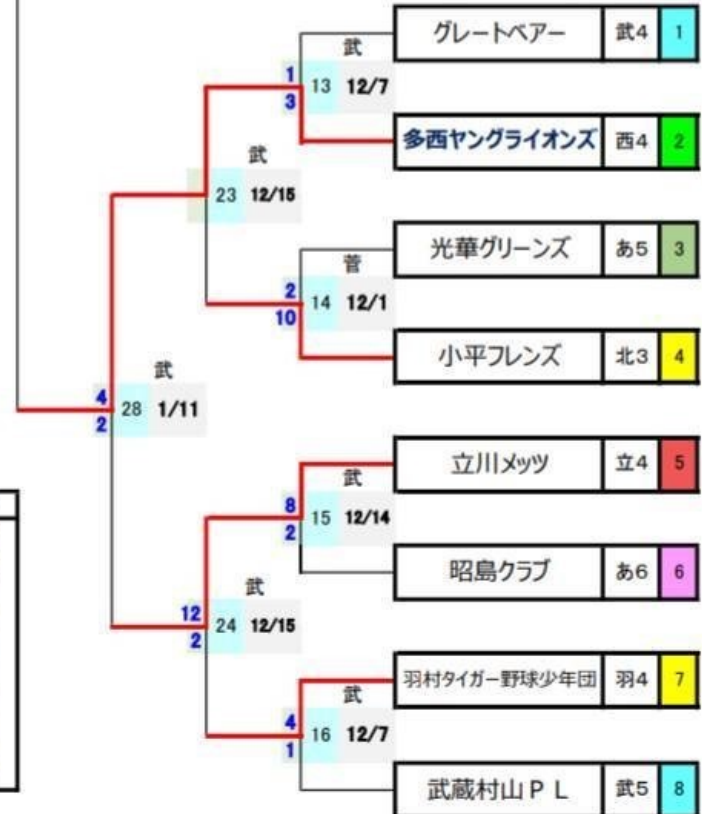 グレートベアー 武4 1
武
1 13 12/7
3
多西ヤングライオンズ 西4 2
武
23 12/15
光華グリーンズ あ5 3
菅
2 14 12/1
10
小平フレンズ 北3 4
武
4 28 1/11
2
立川メッツ 立4 5
武
8 15 12/14
2
昭島クラブ あ6 6
武
12 24 12/15
2
羽村タイガー野球少年団 羽4 7
武
4 16 12/7
1
武蔵村山PL 武5 8